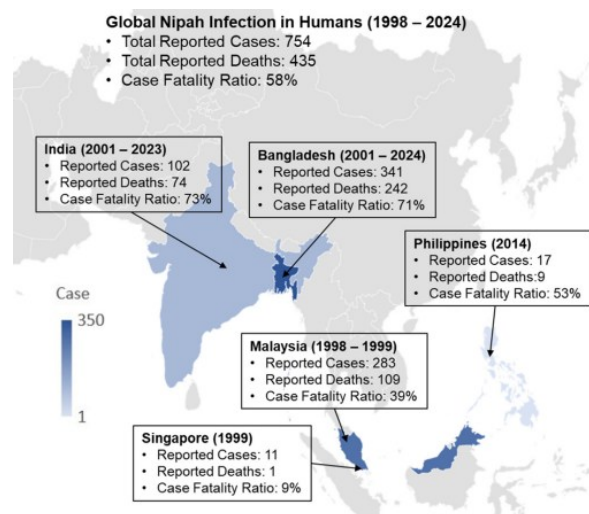 Global Nipah Infection in Humans (1998 – 2024)
• Total Reported Cases: 754
• Total Reported Deaths: 435
• Case Fatality Ratio: 58%
India (2001 – 2023)
• Reported Cases: 102
• Reported Deaths: 74
• Case Fatality Ratio: 73%
Bangladesh (2001 – 2024)
• Reported Cases: 341
• Reported Deaths: 242
• Case Fatality Ratio: 71%
Philippines (2014)
• Reported Cases: 17
• Reported Deaths:9
• Case Fatality Ratio: 53%
Case
350
1
Malaysia (1998 – 1999)
• Reported Cases: 283
• Reported Deaths: 109
• Case Fatality Ratio: 39%
Singapore (1999)
• Reported Cases: 11
• Reported Deaths: 1
• Case Fatality Ratio: 9%